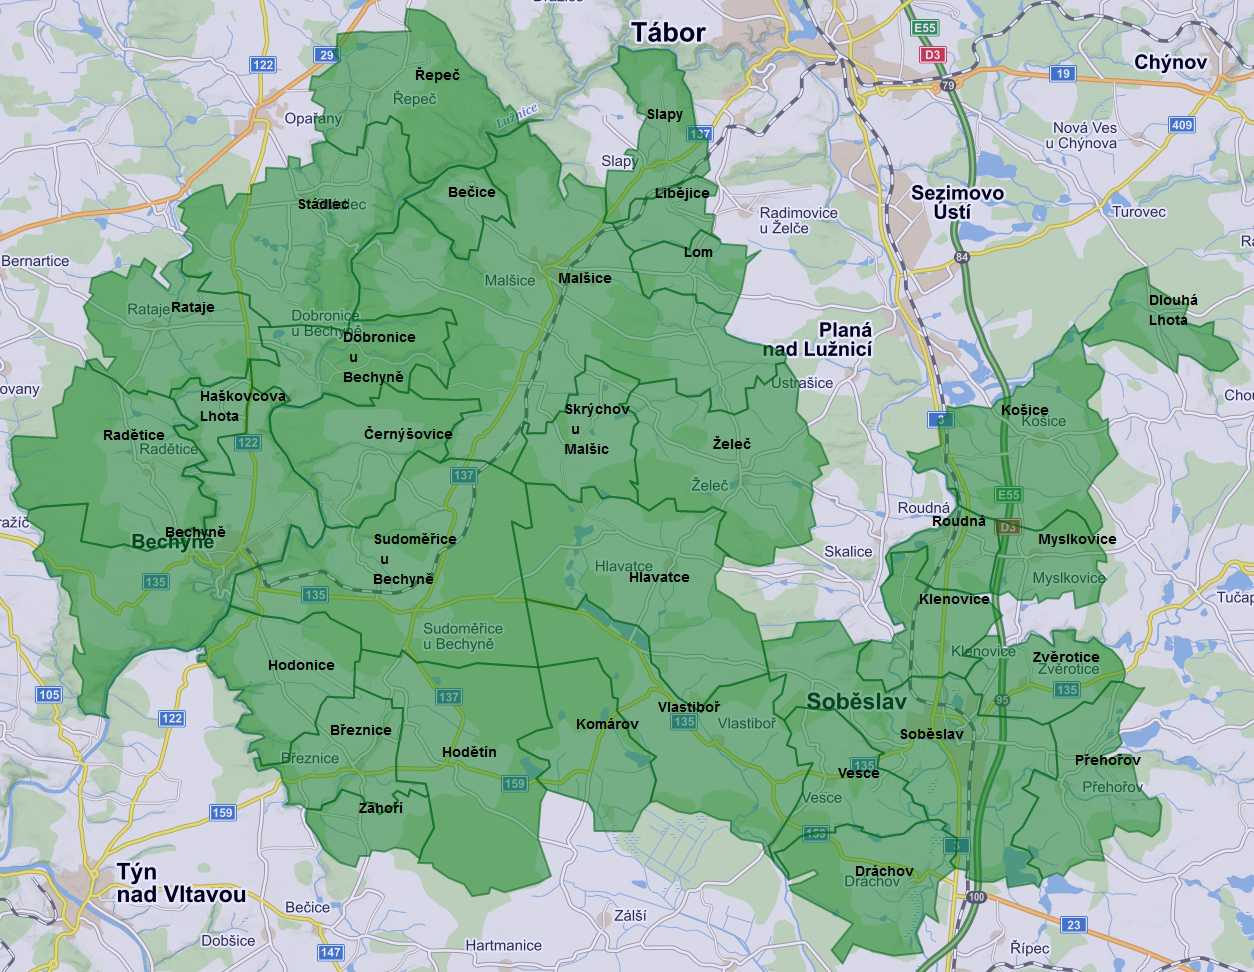 Tábor
E55
D3
29
122
Chýnov
19
79
Řepeč
Řepeč
Lužnice
Opařany
Slapy
137
409
Nová Ves
u Chýnova
Slapy
Bečice
Libějice
Sezimovo
Ústí
Stádlec
Radimovice
u Želče
Turovec
Bernartice
Lom
84
Malšice
Malšice
Rataje
Rataje
Dlouhá
Lhota
Dobronice
u Bechyně
Dobronice
u
Bechyně
Planá
nad Lužnicí
Ustrašice
Haškovcova
Lhota
Skrýchov
u
Malšic
Košice
Košice
3
Radětice
Radětice
122
Černýšovice
Želeč
137
Želeč
E55
Roudná
Roudná
D3
Bechyně
Bechyně
Sudoměřice
u
Bechyně
Myslkovice
Skalice
Hlavatce
Hlavatce
Myslkovice
135
135
Klenovice
Sudoměřice
u Bechyně
Klenovice
Zvěrotice
Zvěrotice
Hodonice
135
105
137
Soběslav
95
Vlastiboř
122
135
Vlastiboř
Komárov
Březnice
Soběslav
Březnice
Hodětín
Přehořov
135
Vesce
159
Přehořov
Vesce
Záhoří
159
159
3
Týn
nad Vltavou
Dráchov
Dráchov
100
Bečice
Zálší
23
Dobšice
Hartmanice
147
Řípec